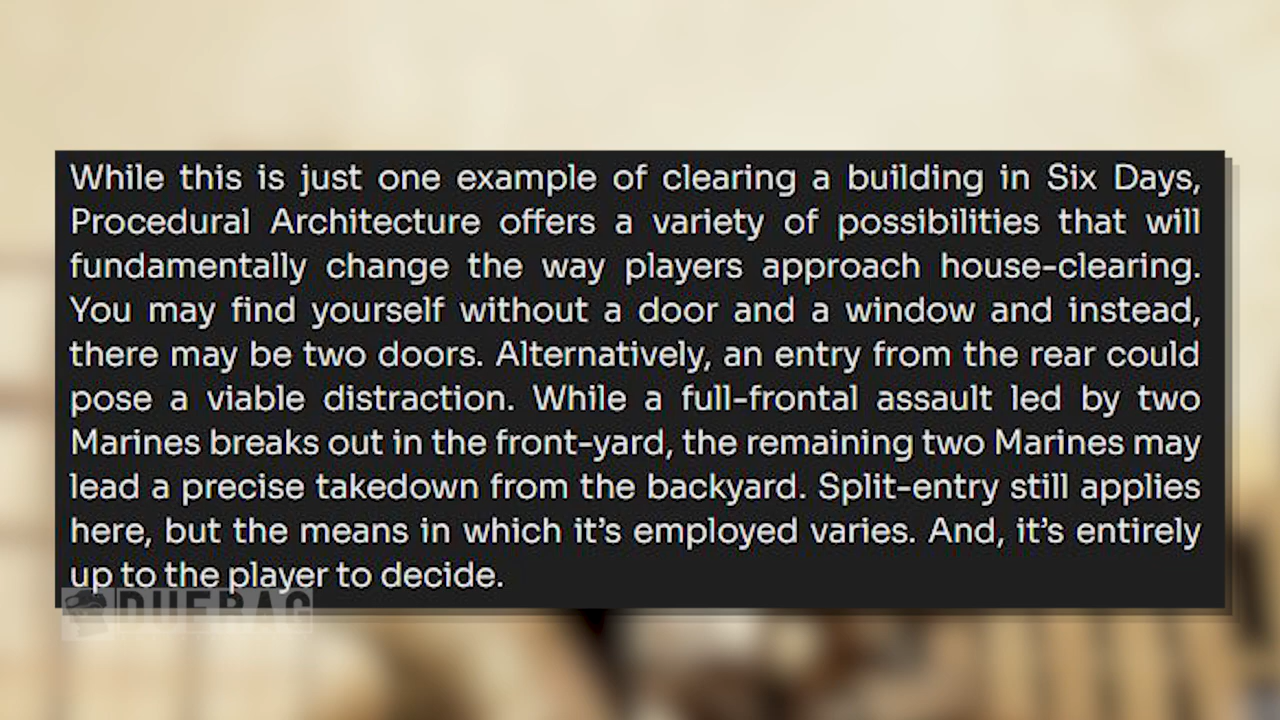 While this is just one example of clearing a building in Six Days,
Procedural Architecture offers a variety of possibilities that will
fundamentally change the way players approach house-clearing.
You may find yourself without a door and a window and instead,
there may be two doors. Alternatively, an entry from the rear could
pose a viable distraction. While a full-frontal assault led by two
Marines breaks out in the front-yard, the remaining two Marines may
lead a precise takedown from the backyard. Split-entry still applies
here, but the means in which it’s employed varies. And, it’s entirely
up to the player to decide.
DUFBAG